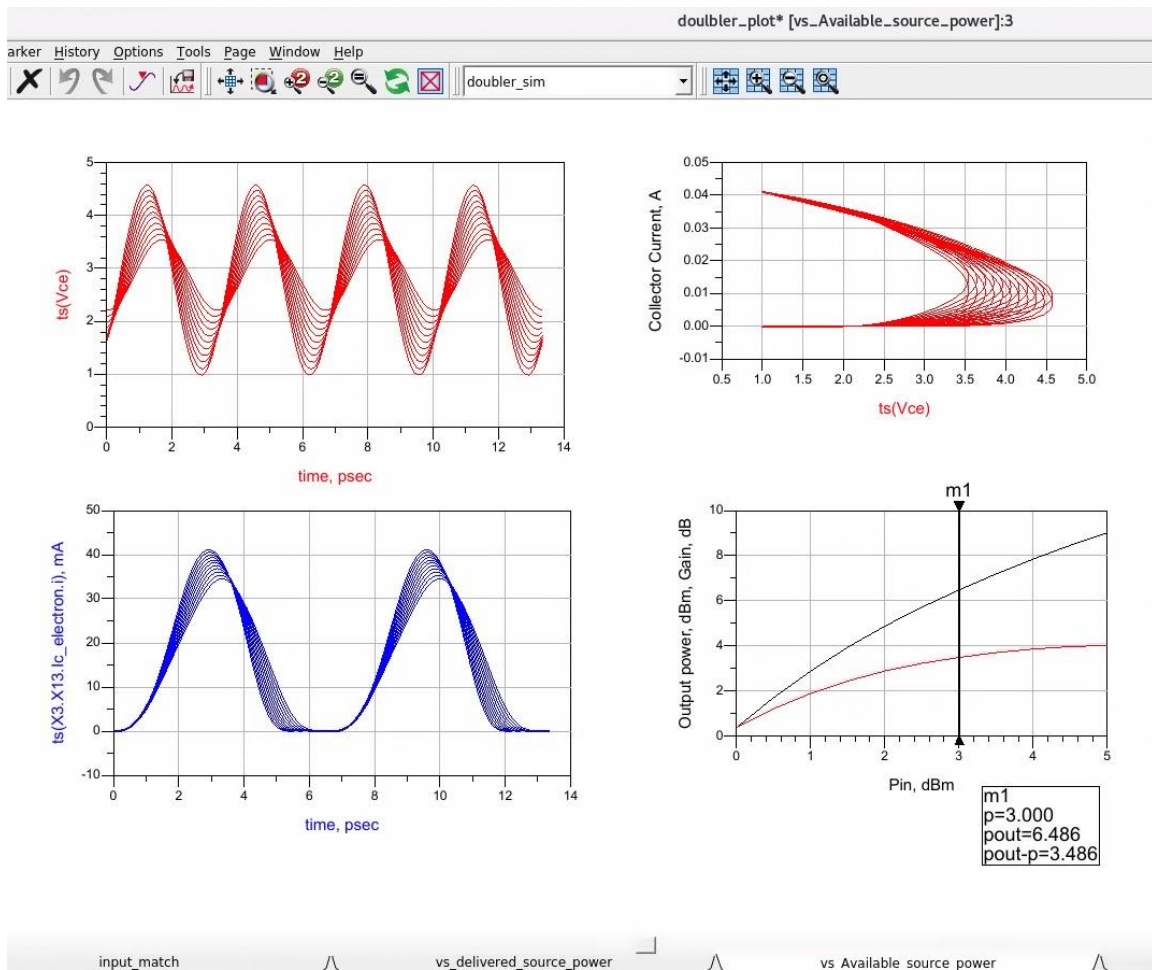 doulbler_plot* [vs_Available_source_power]:3
arker History Options Tools Page Window Help
+2 -2 doubler_sim
5
4
3
2
1
0
ts(Vce)
0 2 4 6 8 10 12 14
time, psec
0.05
0.04
0.03
0.02
0.01
0.00
-0.01
Collector Current, A
0.5 1.0 1.5 2.0 2.5 3.0 3.5 4.0 4.5 5.0
ts(Vce)
50
40
30
20
10
0
-10
ts(X3.X13.Ic_electron.i), mA
0 2 4 6 8 10 12 14
time, psec
m1
10
8
6
4
2
0
Output power, dBm, Gain, dB
0 1 2 3 4 5
Pin, dBm
m1
p=3.000
pout=6.486
pout-p=3.486
input_match vs_delivered_source_power vs_Available_source_power